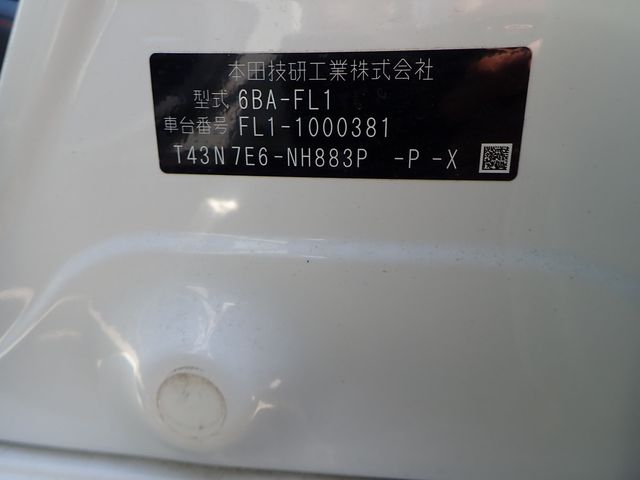 本田技研工業株式会社
型式 6BA-FL1
車台番号 FL1-1000381
T43N7E6-NH883P -P-X